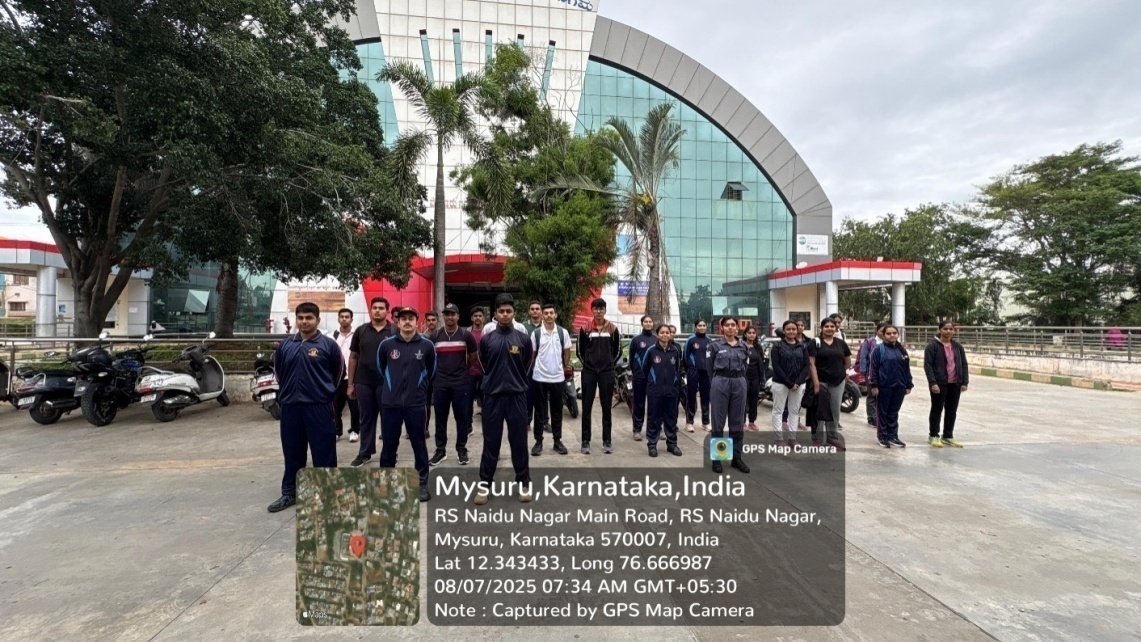 GPS Map Camera
Mysuru,Karnataka,India
RS Naidu Nagar Main Road, RS Naidu Nagar,
Mysuru, Karnataka 570007, India
Lat 12.343433, Long 76.666987
08/07/2025 07:34 AM GMT+05:30
Note : Captured by GPS Map Camera